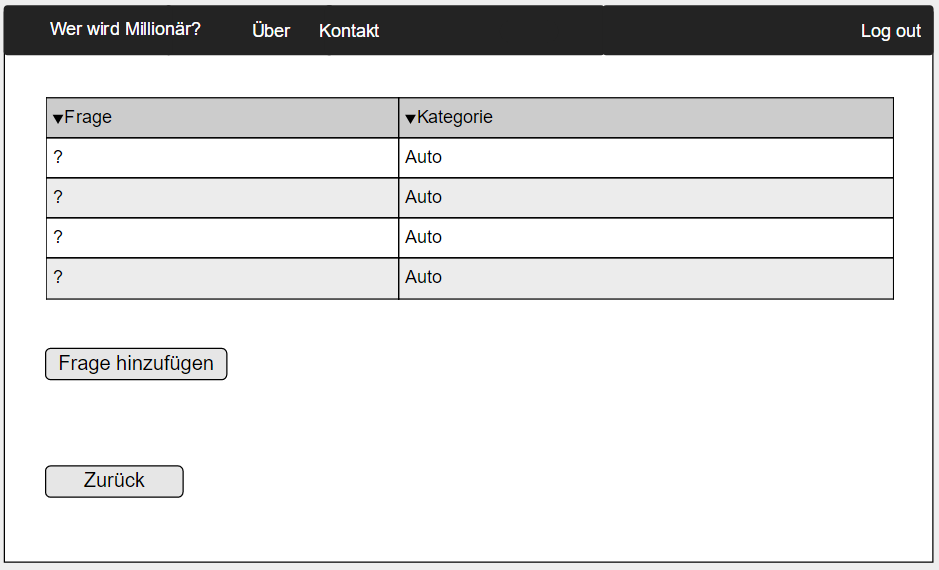 Wer wird Millionär? Über Kontakt Log out
▼Frage ▼Kategorie
? Auto
? Auto
? Auto
? Auto
Frage hinzufügen
Zurück